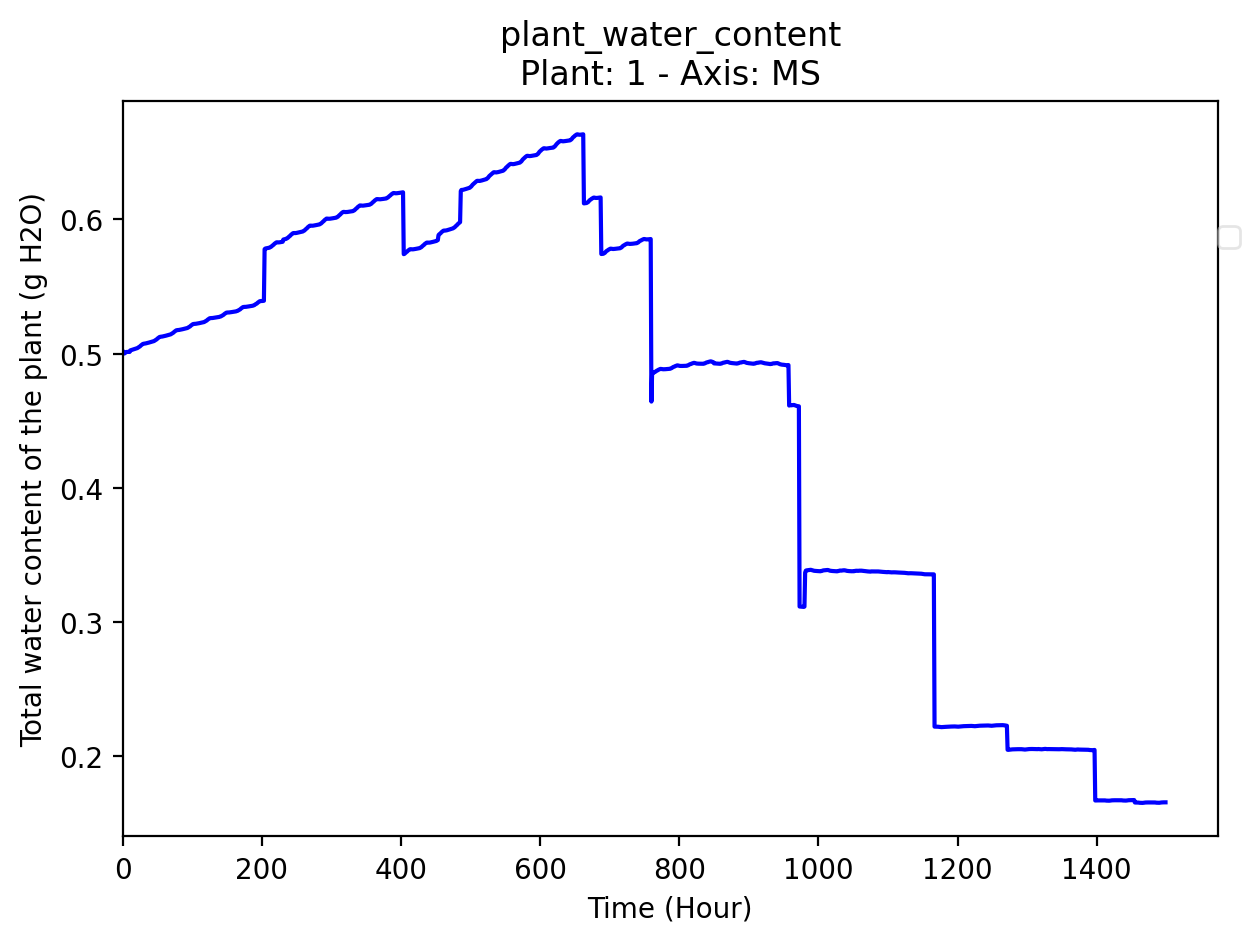 plant_water_content
Plant: 1 - Axis: MS
Total water content of the plant (g H2O)
0.6
0.5
0.4
0.3
0.2
0 200 400 600 800 1000 1200 1400
Time (Hour)